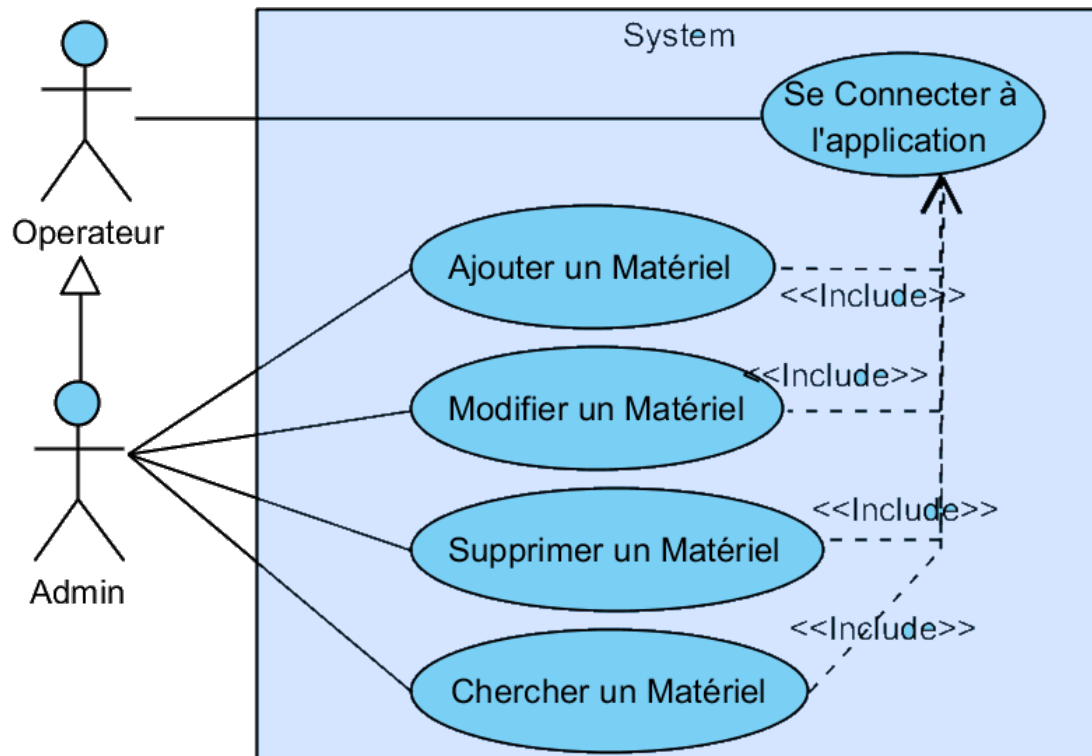 System
Se Connecter à
l'application
Operateur
Ajouter un Matériel
<<Include>>
<<Include>>
Modifier un Matériel
<<Include>>
Supprimer un Matériel
Admin
<<Include>>
Chercher un Matériel